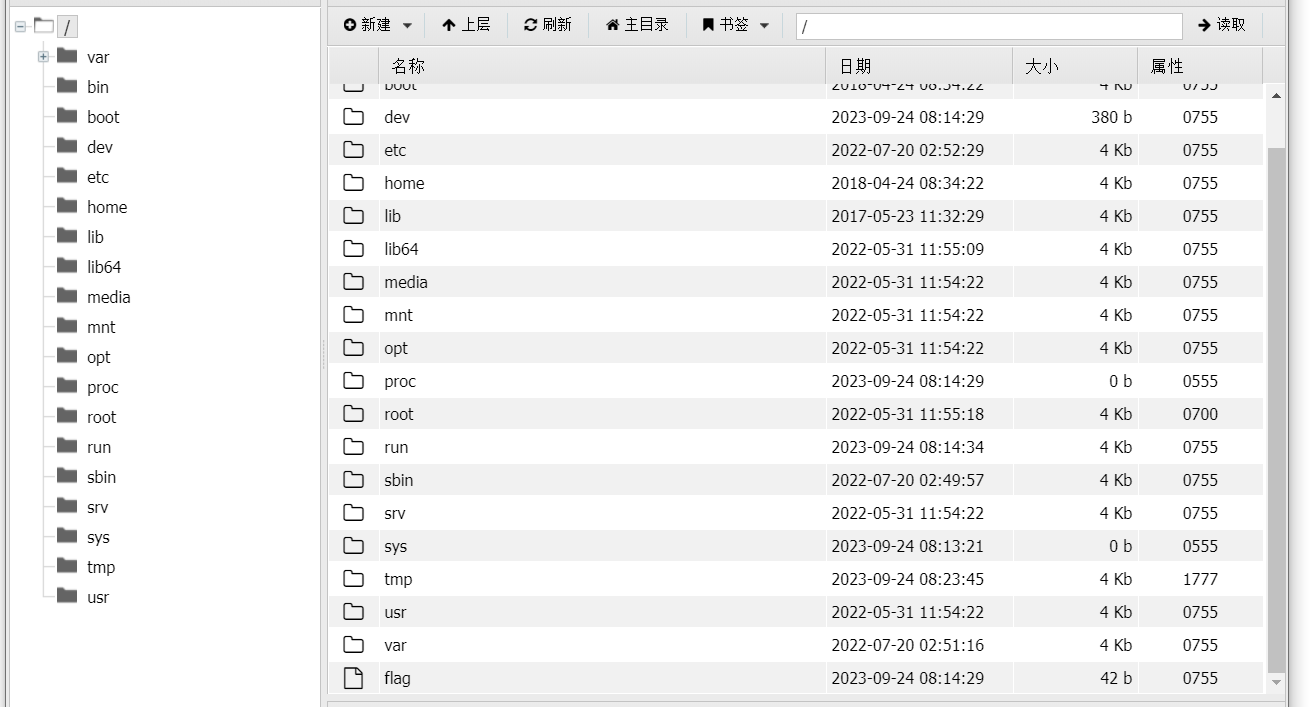 /
var
bin
boot
dev
etc
home
lib
lib64
media
mnt
opt
proc
root
run
sbin
srv
sys
tmp
usr
新建 上层 刷新 主目录 书签 / 读取
名称 日期 大小 属性
boot 2018-04-24 08:34:22 4 Kb 0755
dev 2023-09-24 08:14:29 380 b 0755
etc 2022-07-20 02:52:29 4 Kb 0755
home 2018-04-24 08:34:22 4 Kb 0755
lib 2017-05-23 11:32:29 4 Kb 0755
lib64 2022-05-31 11:55:09 4 Kb 0755
media 2022-05-31 11:54:22 4 Kb 0755
mnt 2022-05-31 11:54:22 4 Kb 0755
opt 2022-05-31 11:54:22 4 Kb 0755
proc 2023-09-24 08:14:29 0 b 0555
root 2022-05-31 11:55:18 4 Kb 0700
run 2023-09-24 08:14:34 4 Kb 0755
sbin 2022-07-20 02:49:57 4 Kb 0755
srv 2022-05-31 11:54:22 4 Kb 0755
sys 2023-09-24 08:13:21 0 b 0555
tmp 2023-09-24 08:23:45 4 Kb 1777
usr 2022-05-31 11:54:22 4 Kb 0755
var 2022-07-20 02:51:16 4 Kb 0755
flag 2023-09-24 08:14:29 42 b 0755